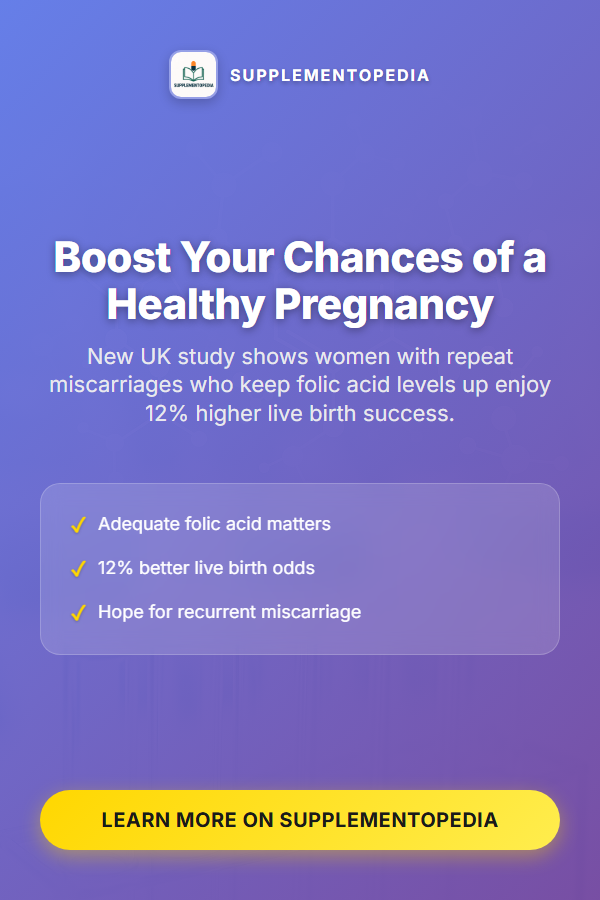 SUPPLEMENTOPEDIA
SUPPLEMENTOPEDIA
Boost Your Chances of a
Healthy Pregnancy
New UK study shows women with repeat
miscarriages who keep folic acid levels up enjoy
12% higher live birth success.
✓ Adequate folic acid matters
✓ 12% better live birth odds
✓ Hope for recurrent miscarriage
LEARN MORE ON SUPPLEMENTOPEDIA